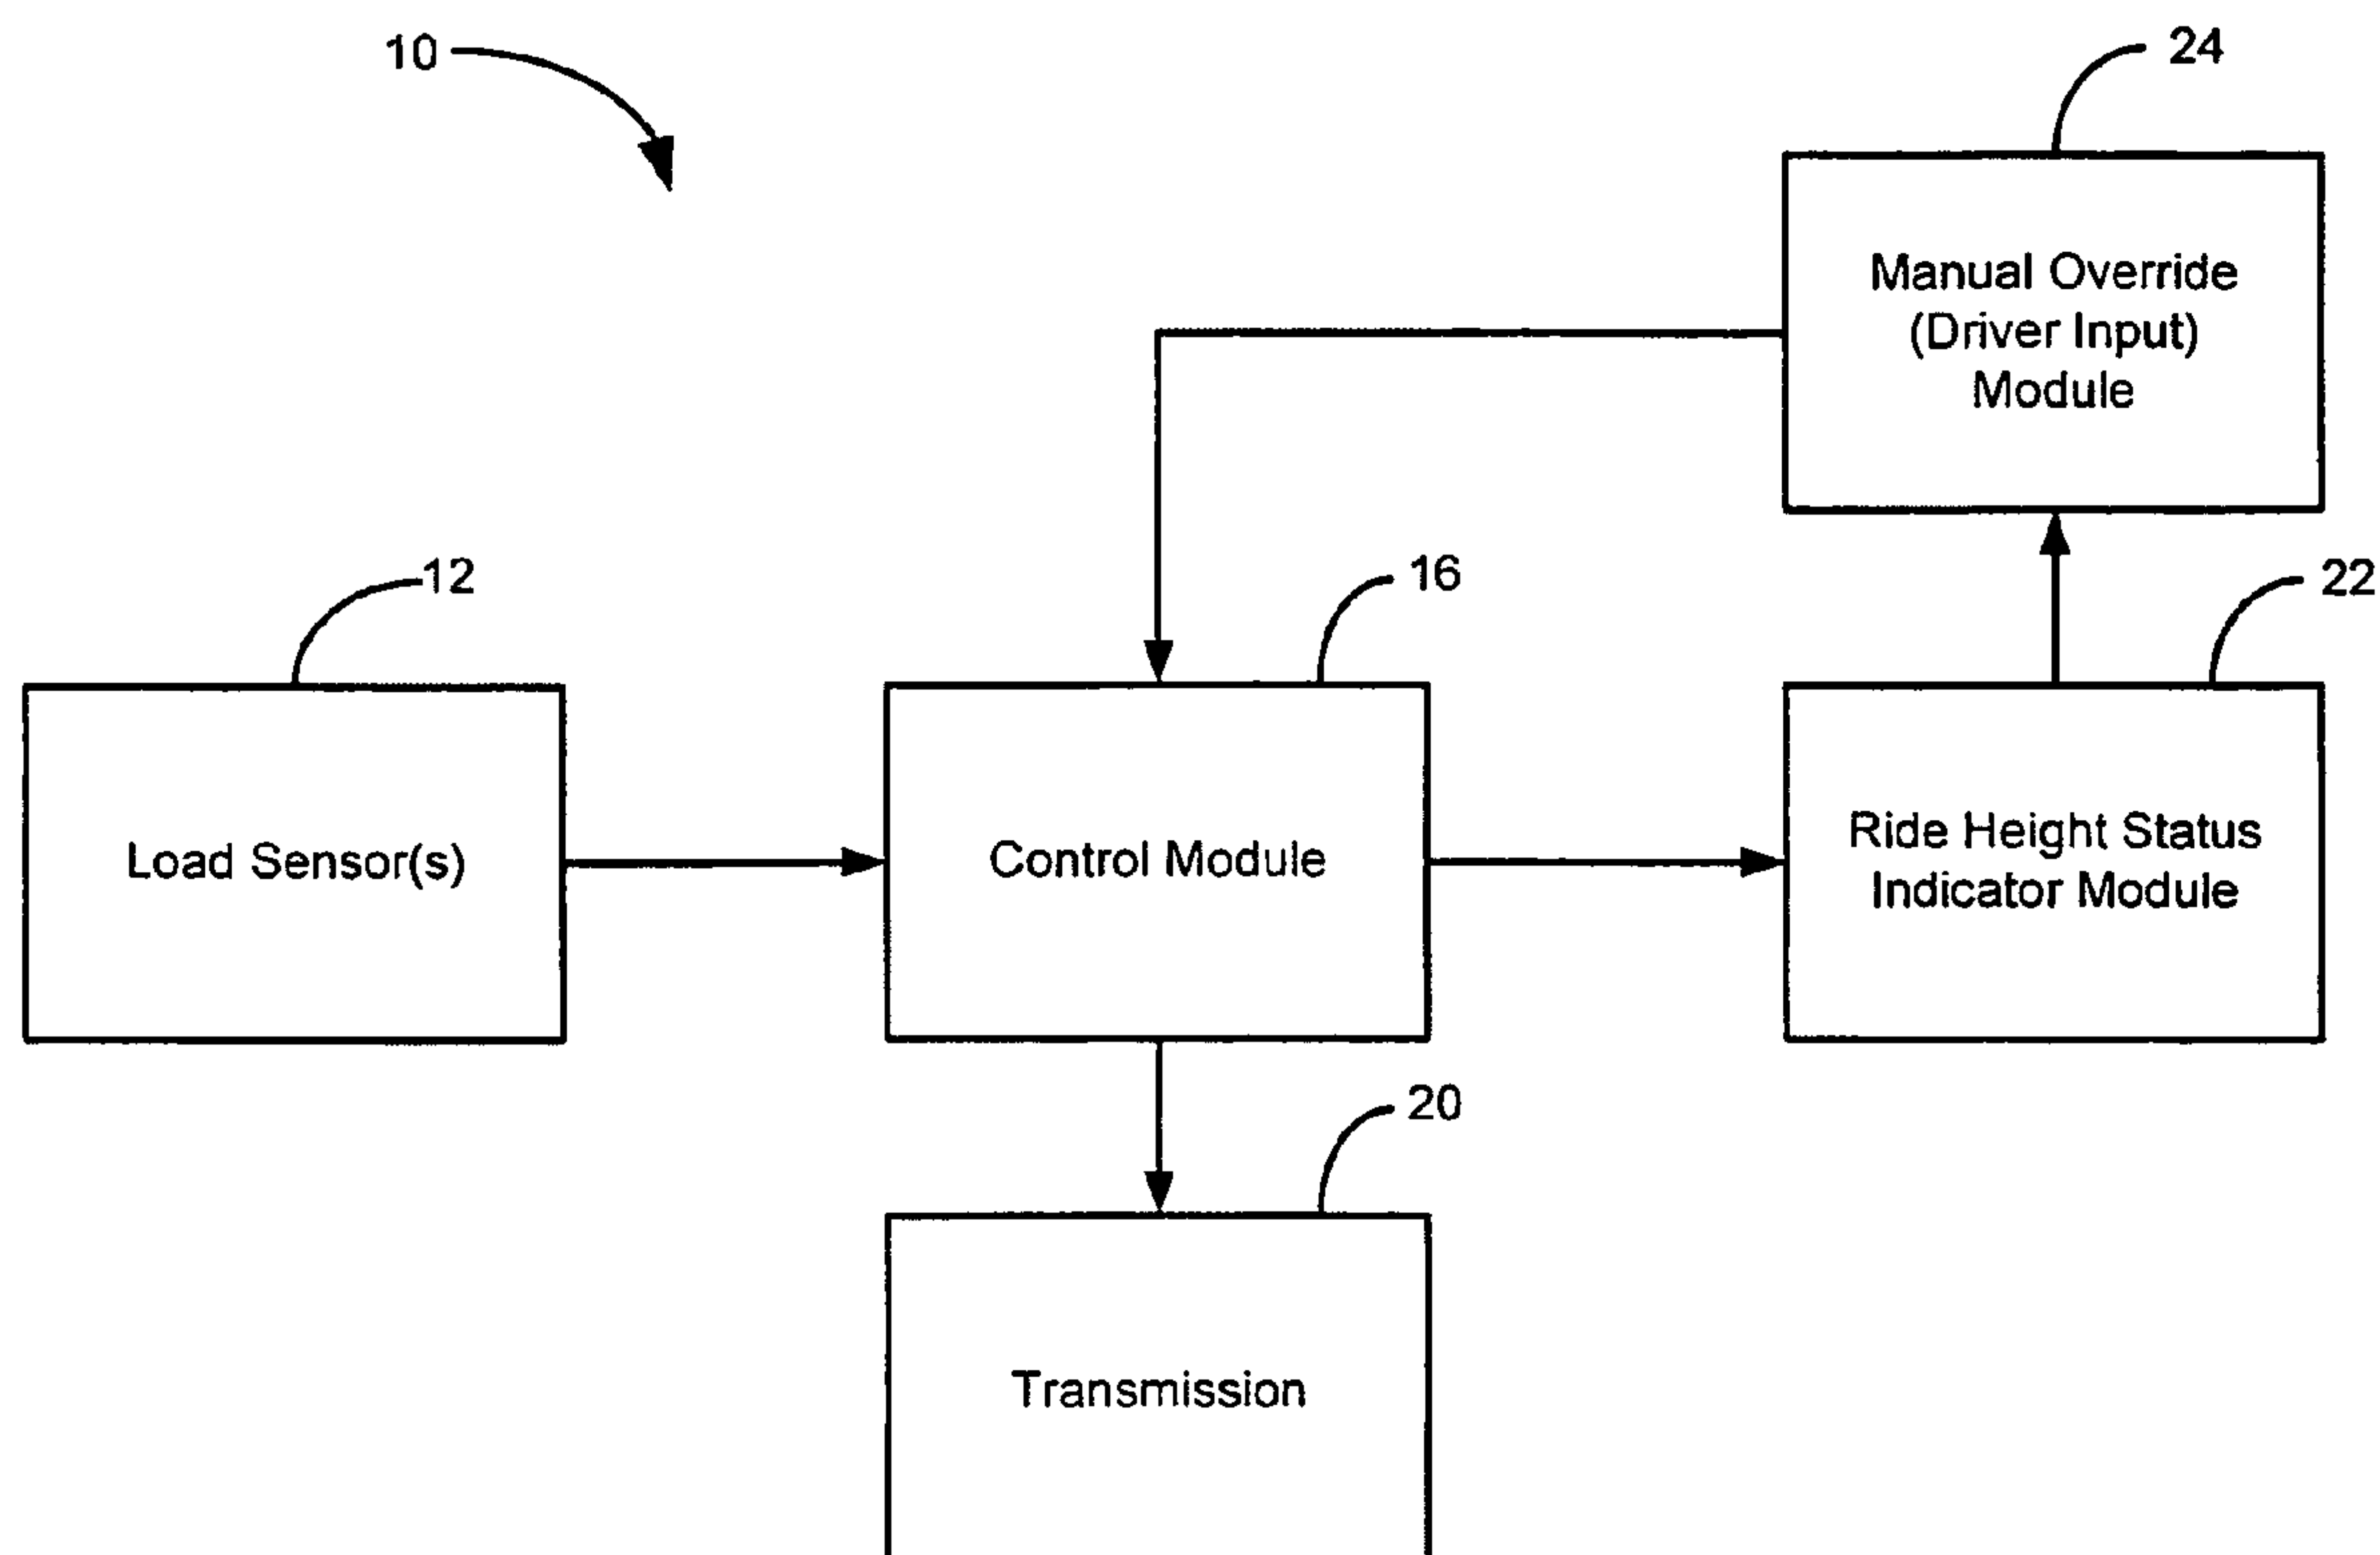 10
24
Manual Override
(Driver Input)
Module
12
16
22
Load Sensor(s)
Control Module
Ride Height Status
Indicator Module
20
Transmission